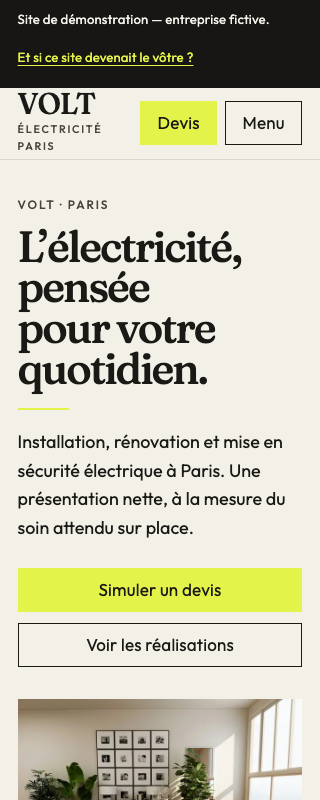 Site de démonstration — entreprise fictive.
Et si ce site devenait le vôtre ?
VOLT
ÉLECTRICITÉ
PARIS
Devis
Menu
VOLT · PARIS
L’électricité,
pensée
pour votre
quotidien.
Installation, rénovation et mise en
sécurité électrique à Paris. Une
présentation nette, à la mesure du
soin attendu sur place.
Simuler un devis
Voir les réalisations